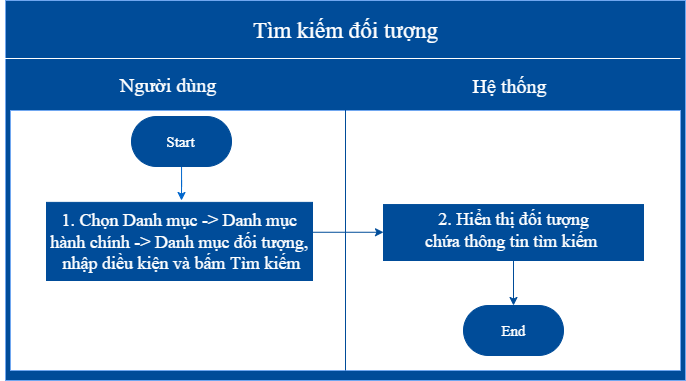 Tìm kiếm đối tượng
Người dùng
Hệ thống
Start
1. Chọn Danh mục -> Danh mục
hành chính -> Danh mục đối tượng,
nhập diều kiện và bấm Tìm kiếm
2. Hiển thị đối tượng
chứa thông tin tìm kiếm
End